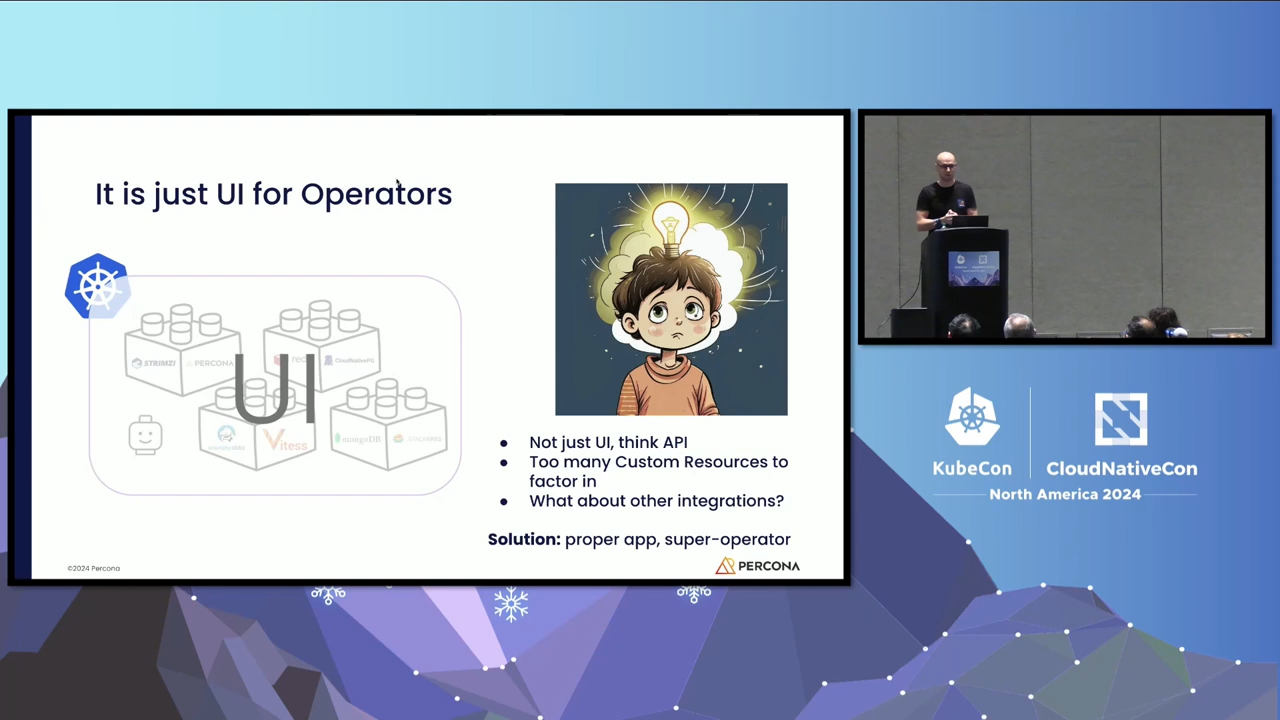 It is just UI for Operators
STRIMZI
PERCONA
CloudNativePG
UI
Vitess
mongoDB
STACKGRES
● Not just UI, think API
● Too many Custom Resources to
factor in
● What about other integrations?
Solution: proper app, super-operator
©2024 Percona
PERCONA
KubeCon
CloudNativeCon
North America 2024